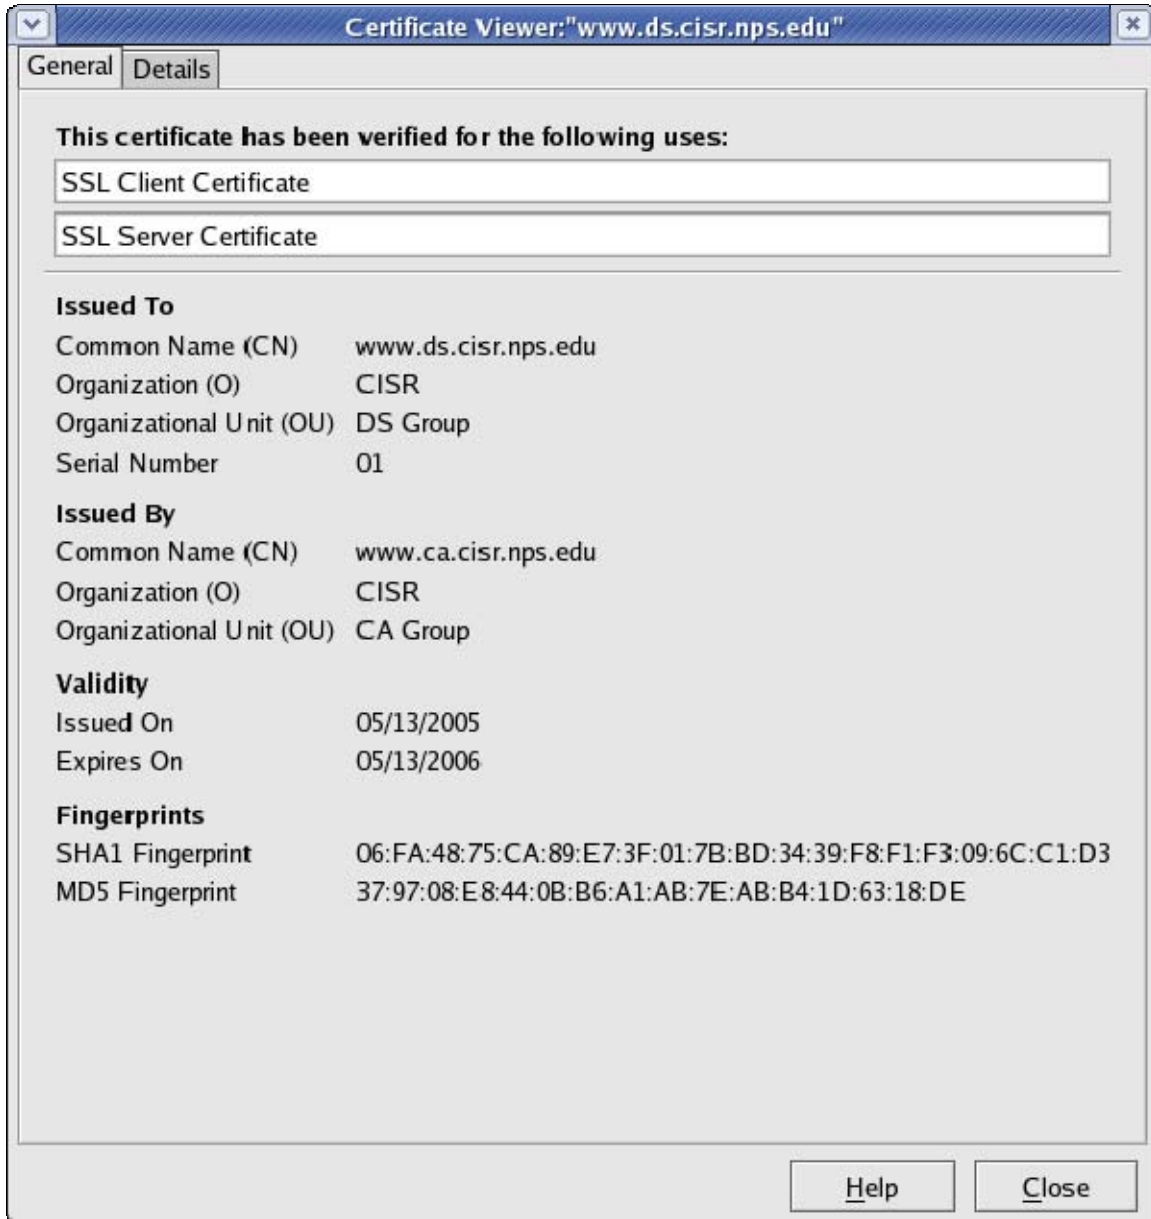 Certificate Viewer:"www.ds.cisr.nps.edu"
General Details
This certificate has been verified for the following uses:
SSL Client Certificate
SSL Server Certificate
Issued To
Common Name (CN) www.ds.cisr.nps.edu
Organization (O) CISR
Organizational Unit (OU) DS Group
Serial Number 01
Issued By
Common Name (CN) www.ca.cisr.nps.edu
Organization (O) CISR
Organizational Unit (OU) CA Group
Validity
Issued On 05/13/2005
Expires On 05/13/2006
Fingerprints
SHA1 Fingerprint 06:FA:48:75:CA:89:E7:3F:01:7B:BD:34:39:F8:F1:F3:09:6C:C1:D3
MD5 Fingerprint 37:97:08:E8:44:0B:B6:A1:AB:7E:AB:B4:1D:63:18:DE
Help Close